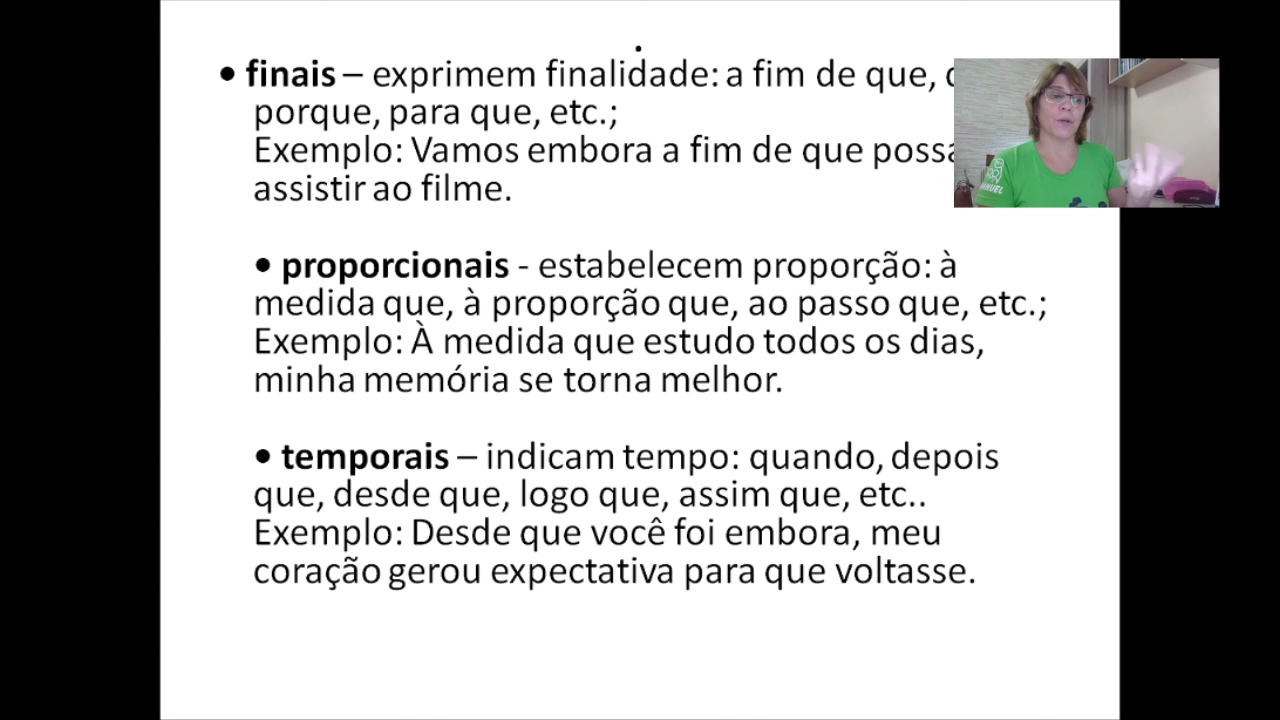 .
• finais – exprimem finalidade: a fim de que,
porque, para que, etc.;
Exemplo: Vamos embora a fim de que
assistir ao filme.
• proporcionais - estabelecem proporção: à
medida que, à proporção que, ao passo que, etc.;
Exemplo: À medida que estudo todos os dias,
minha memória se torna melhor.
• temporais – indicam tempo: quando, depois
que, desde que, logo que, assim que, etc..
Exemplo: Desde que você foi embora, meu
coração gerou expectativa para que voltasse.